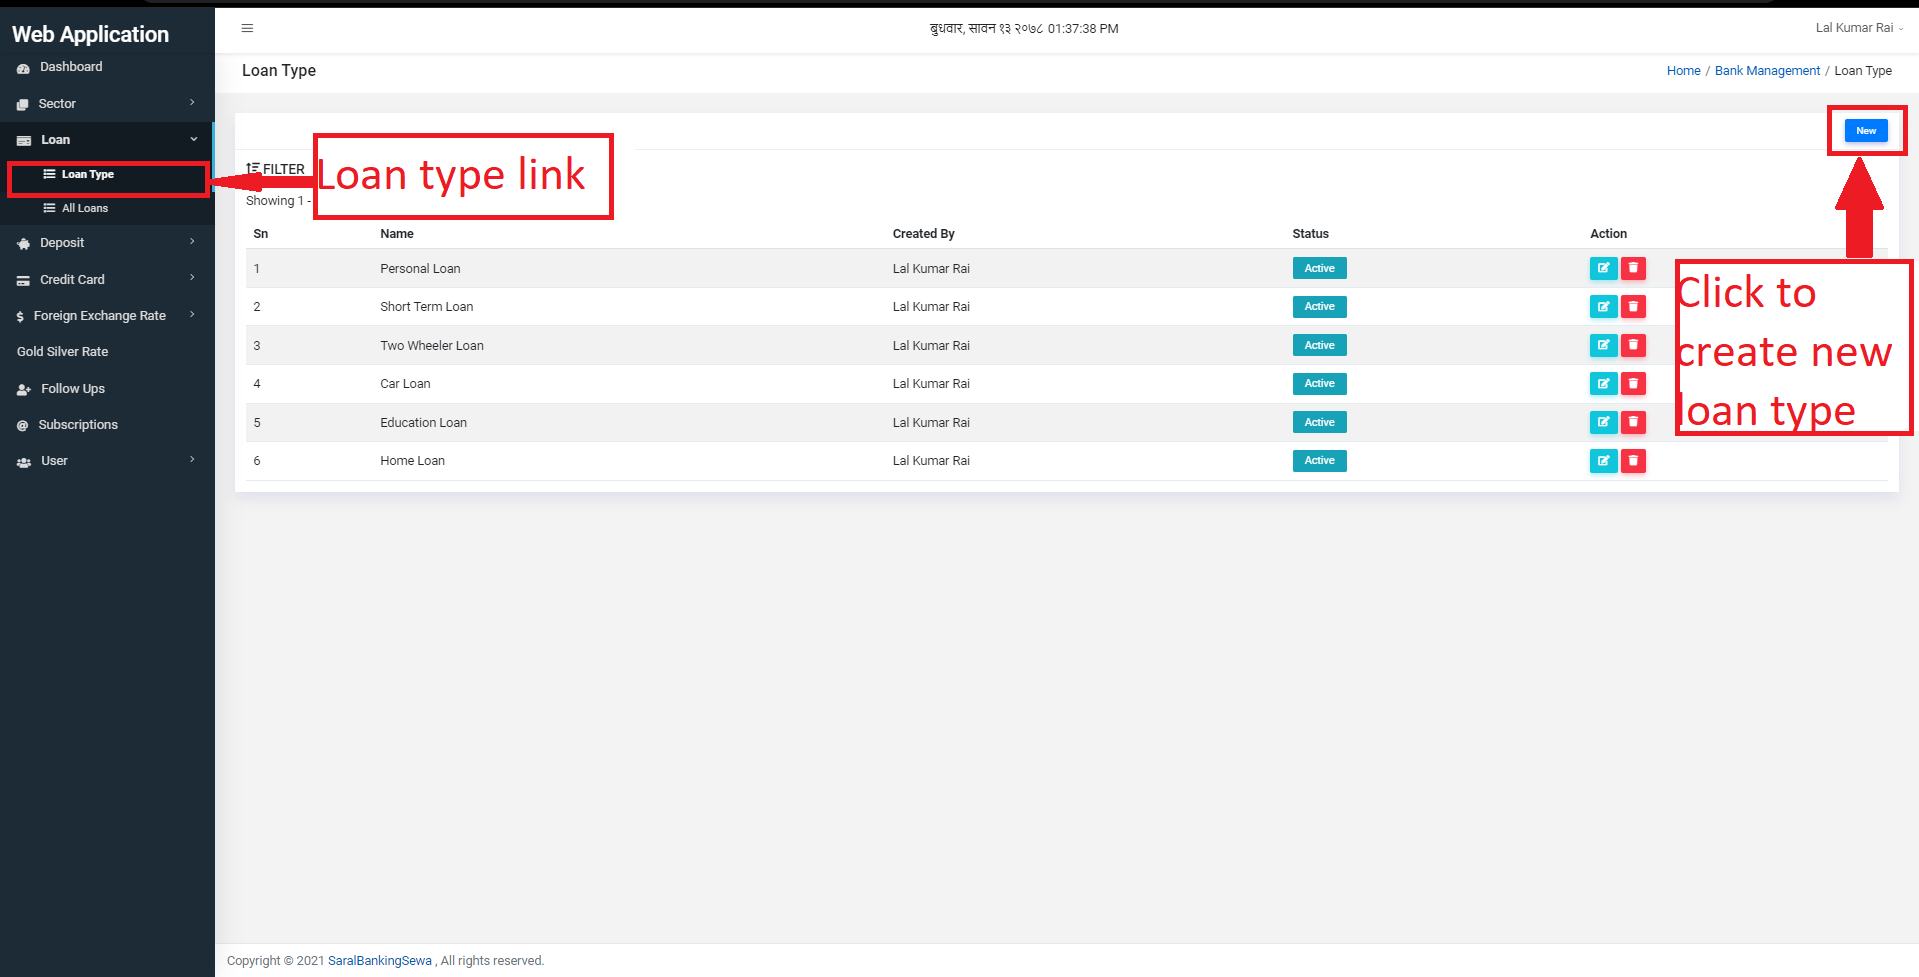 Web Application
बुधवार, सावन १३ २०७८ 01:37:38 PM
Lal Kumar Rai
Dashboard
Sector
Loan
Loan Type
All Loans
Deposit
Credit Card
Foreign Exchange Rate
Gold Silver Rate
Follow Ups
Subscriptions
User
Loan Type
Home / Bank Management / Loan Type
New
FILTER
Loan type link
Showing 1 -
Sn Name Created By Status Action
1 Personal Loan Lal Kumar Rai Active
2 Short Term Loan Lal Kumar Rai Active
3 Two Wheeler Loan Lal Kumar Rai Active
4 Car Loan Lal Kumar Rai Active
5 Education Loan Lal Kumar Rai Active
6 Home Loan Lal Kumar Rai Active
Click to
create new
loan type
Copyright © 2021 SaralBankingSewa , All rights reserved.